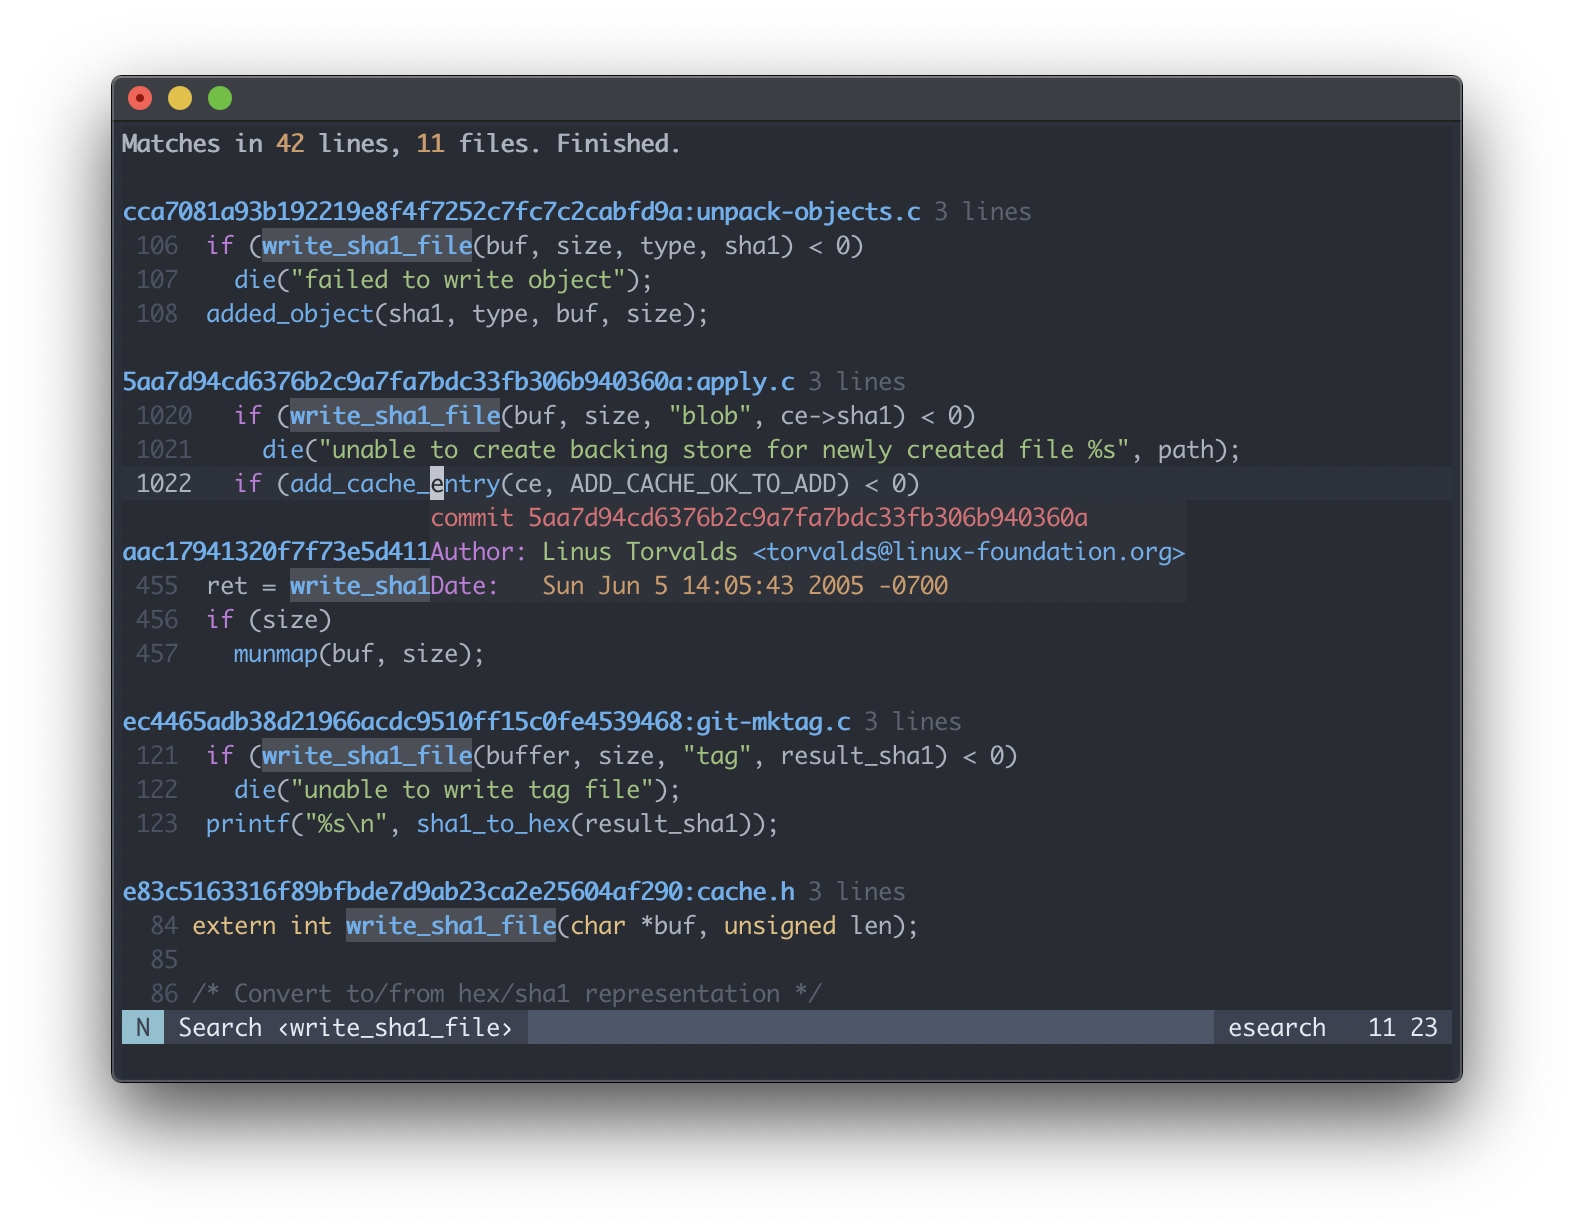 Matches in 42 lines, 11 files. Finished.
cca7081a93b192219e8f4f7252c7fc7c2cabfd9a:unpack-objects.c 3 lines
106 if (write_sha1_file(buf, size, type, sha1) < 0)
107 die("failed to write object");
108 added_object(sha1, type, buf, size);
5aa7d94cd6376b2c9a7fa7bdc33fb306b940360a:apply.c 3 lines
1020 if (write_sha1_file(buf, size, "blob", ce->sha1) < 0)
1021 die("unable to create backing store for newly created file %s", path);
1022 if (add_cache_entry(ce, ADD_CACHE_OK_TO_ADD) < 0)
commit 5aa7d94cd6376b2c9a7fa7bdc33fb306b940360a
aac17941320f7f73e5d411Author: Linus Torvalds <torvalds@linux-foundation.org>
455 ret = write_sha1Date: Sun Jun 5 14:05:43 2005 -0700
456 if (size)
457 munmap(buf, size);
ec4465adb38d21966acdc9510ff15c0fe4539468:git-mktag.c 3 lines
121 if (write_sha1_file(buffer, size, "tag", result_sha1) < 0)
122 die("unable to write tag file");
123 printf("%s\n", sha1_to_hex(result_sha1));
e83c5163316f89bfbde7d9ab23ca2e25604af290:cache.h 3 lines
84 extern int write_sha1_file(char *buf, unsigned len);
85
86 /* Convert to/from hex/sha1 representation */
N Search ‹write_sha1_file› esearch 11 23